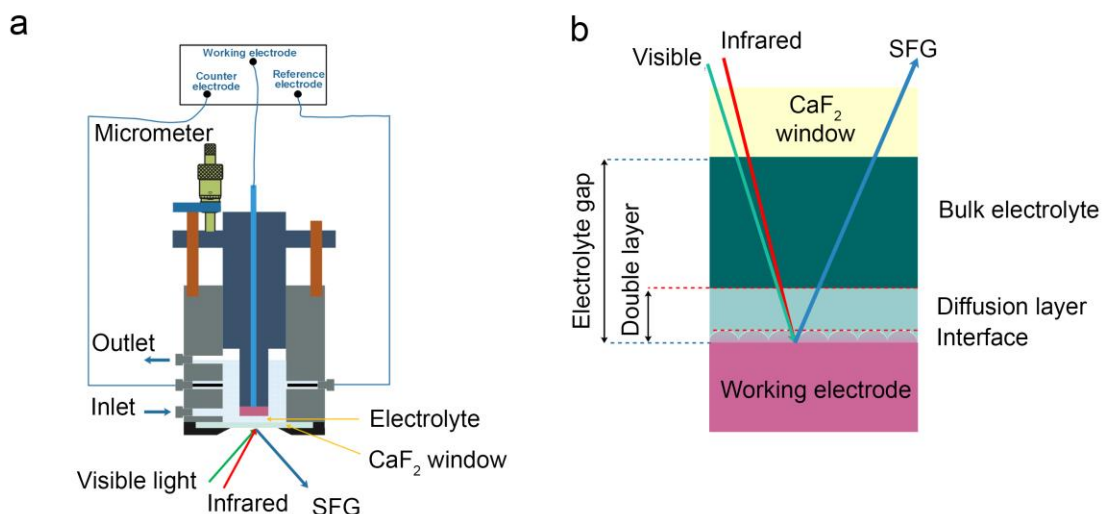 a
Working electrode
Counter
electrode
Reference
electrode
Micrometer
Outlet
Inlet
Electrolyte
CaF2 window
Visible light
Infrared
SFG
b
Visible
Infrared
SFG
CaF2
window
Electrolyte gap
Double layer
Bulk electrolyte
Diffusion layer
Interface
Working electrode